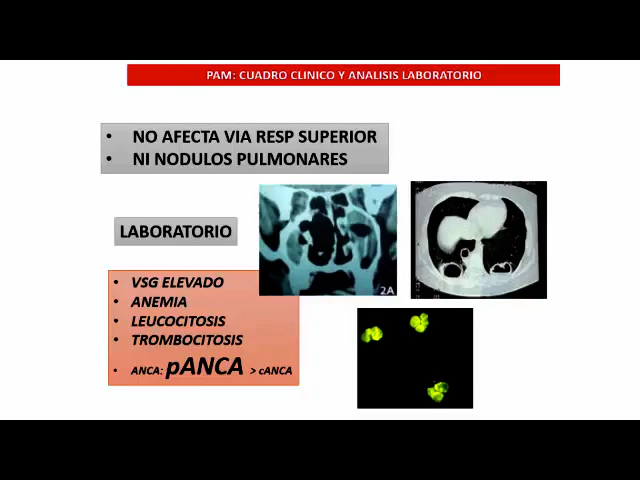 PAM: CUADRO CLINICO Y ANALISIS LABORATORIO
• NO AFECTA VIA RESP SUPERIOR
• NI NODULOS PULMONARES
LABORATORIO
• VSG ELEVADO
• ANEMIA
• LEUCOCITOSIS
• TROMBOCITOSIS
• ANCA: pANCA > cANCA
2A